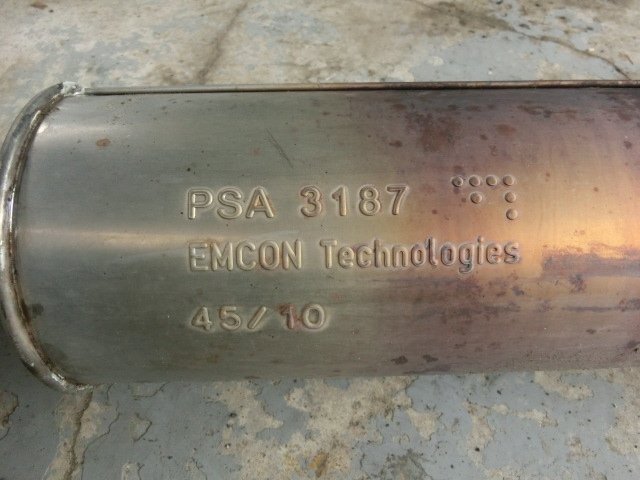 PSA 3187
EMCON Technologies
45/10